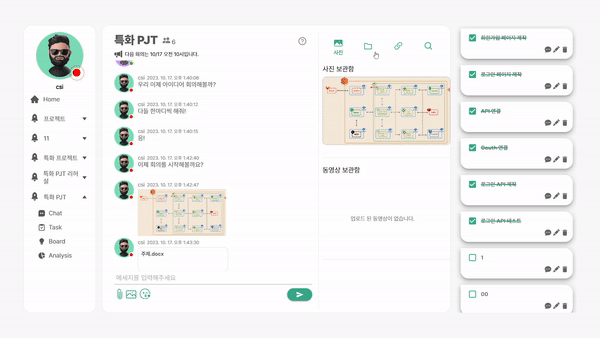 csi
Home
프로젝트
11
특화 프로젝트
특화 PJT 리허설
특화 PJT
Chat
Task
Board
Analysis
특화 PJT
6
다음 회의는 10/17 오전 10시입니다.
csi 2023. 10. 17. 오후 1:40:06
우리 이제 아이디어 회의해볼까?
csi 2023. 10. 17. 오후 1:40:12
다들 한마디씩 해줘!
csi 2023. 10. 17. 오후 1:40:15
응!
csi 2023. 10. 17. 오후 1:42:40
이제 회의를 시작해볼까요?
csi 2023. 10. 17. 오후 1:42:47
csi 2023. 10. 17. 오후 1:43:30
주제.docx
메세지를 입력해주세요
사진
사진 보관함
동영상 보관함
업로드 된 동영상이 없습니다.
회원가입 페이지 제작
로그인 페이지 제작
API 연결
Oauth 연결
로그인 API 제작
로그인 API 테스트
1
00